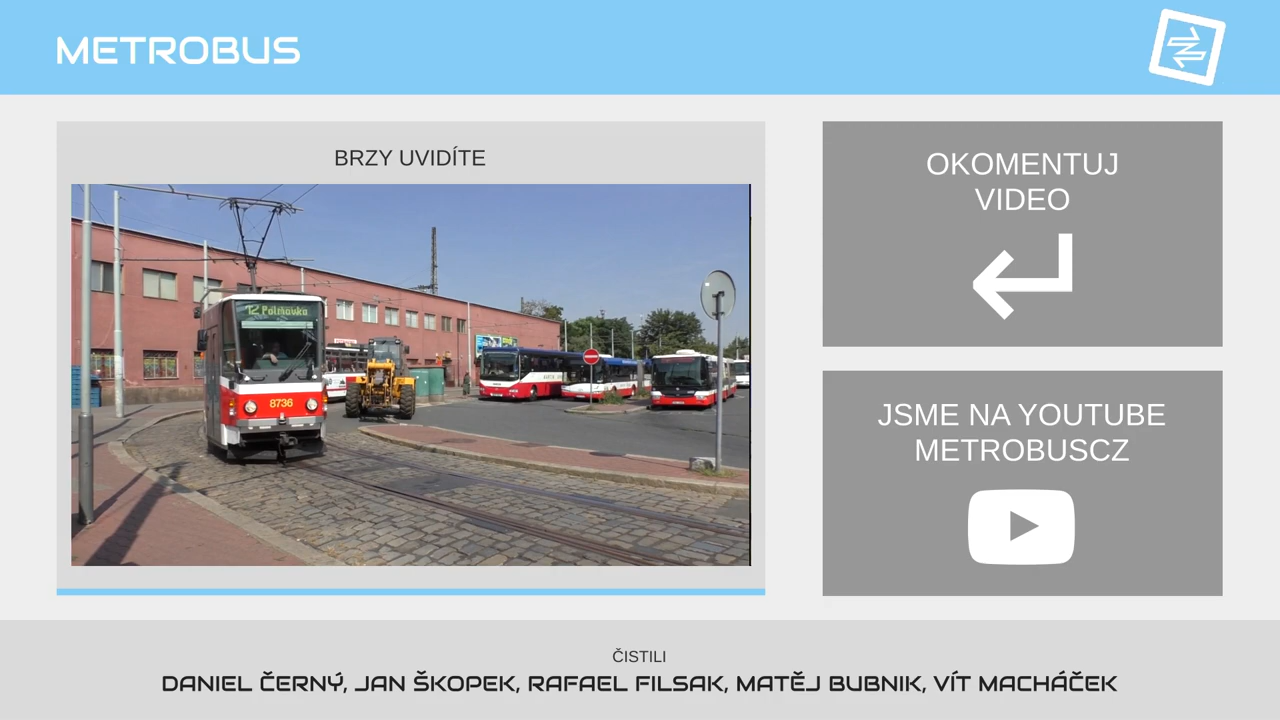 METROBUS
BRZY UVIDÍTE
12 Palmovka
8736
OKOMENTUJ
VIDEO
JSME NA YOUTUBE
METROBUSCZ
ČISTILI
DANIEL ČERNÝ, JAN ŠKOPEK, RAFAEL FILSAK, MATĚJ BUBNIK, VÍT MACHÁČEK